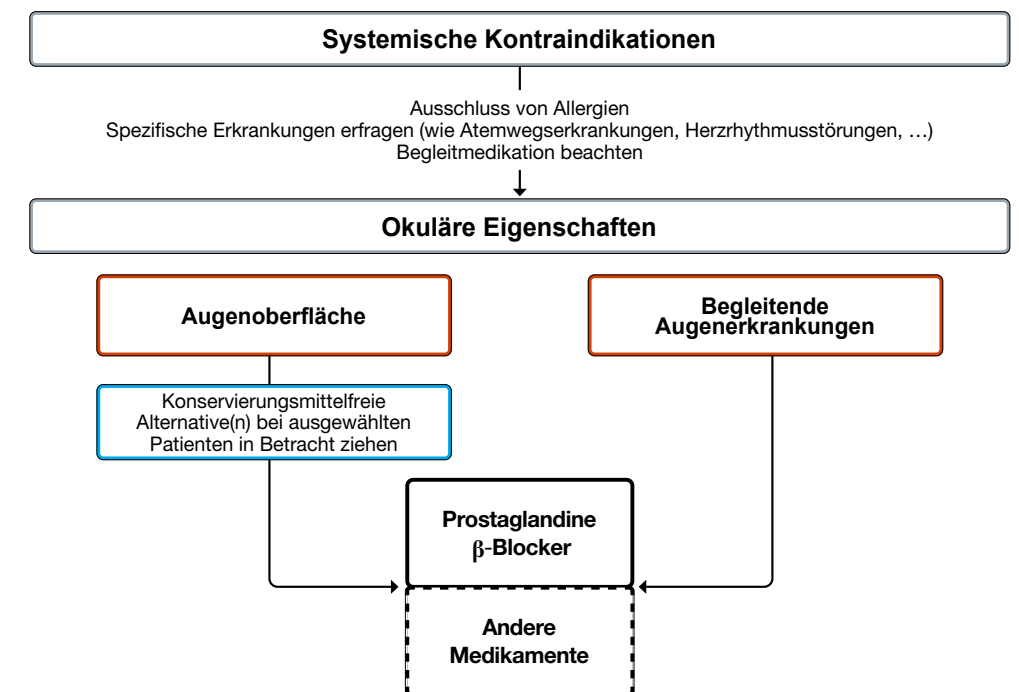 Systemische Kontraindikationen
Ausschluss von Allergien
Spezifische Erkrankungen erfragen (wie Atemwegserkrankungen, Herzrhythmusstörungen, …)
Begleitmedikation beachten
Okuläre Eigenschaften
Augenoberfläche
Begleitende
Augenerkrankungen
Konservierungsmittelfreie
Alternative(n) bei ausgewählten
Patienten in Betracht ziehen
Prostaglandine
β-Blocker
Andere
Medikamente